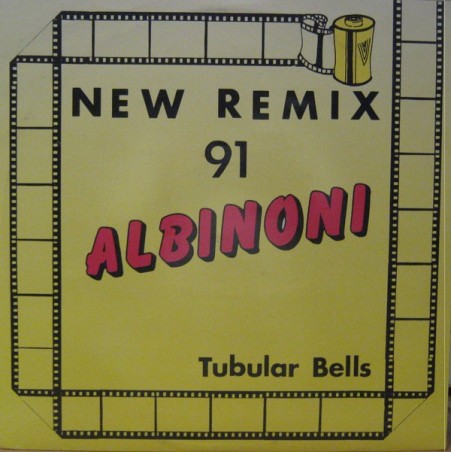 NEW REMIX
91
ALBINONI
Tubular Bells